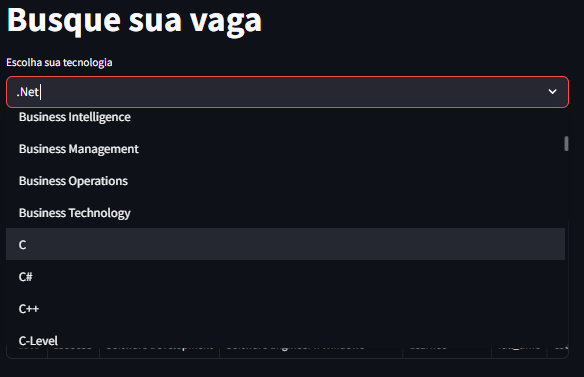 Busque sua vaga
Escolha sua tecnologia
.Net
Business Intelligence
Business Management
Business Operations
Business Technology
C
C#
C++
C-Level